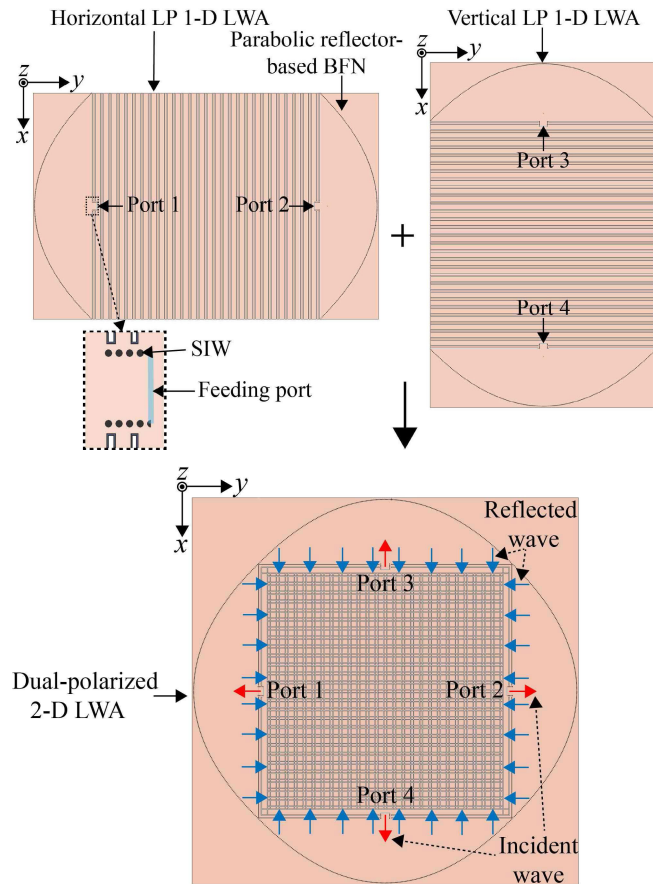 Horizontal LP 1-D LWA
Vertical LP 1-D LWA
Parabolic reflector-
based BFN
z
y
x
z
y
x
Port 1
Port 2
Port 3
+
Port 4
SIW
Feeding port
z
y
x
Reflected
wave
Port 3
Dual-polarized
2-D LWA
Port 1
Port 2
Port 4
Incident
wave